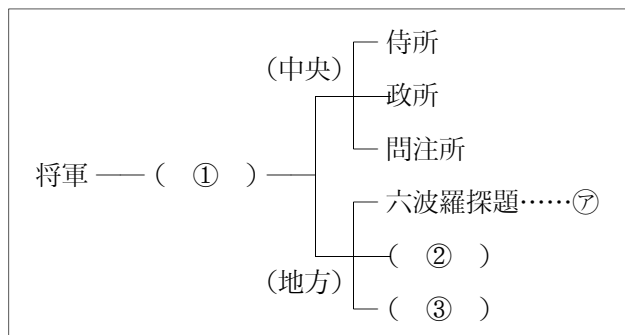 (中央)
侍所
政所
問注所
将軍 ( ① )
六波羅探題……㋐
( ② )
(地方)
( ③ )